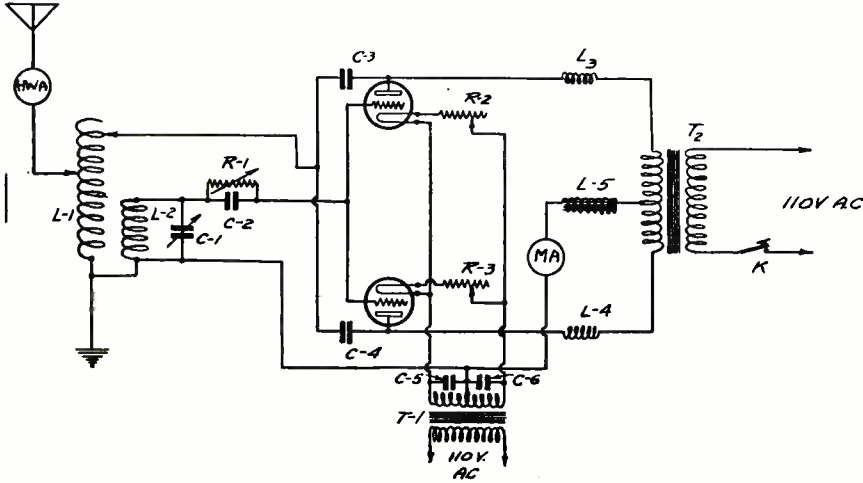 C-3
L3
HWA
R-2
T2
R-1
L-5
110V A.C
L-1
L-2
C-2
C-1
MA
K
R-3
L-4
C-4
C-5
C-6
T-1
110V.
AC